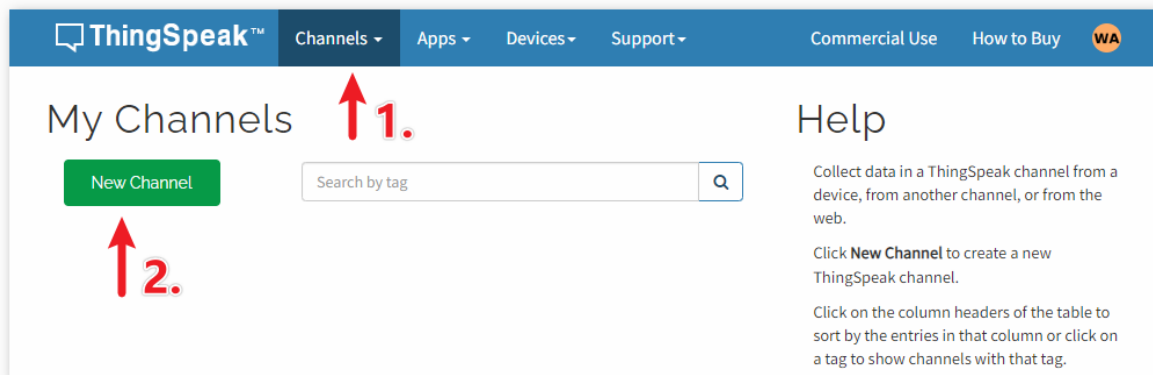 ThingSpeak™ Channels Apps Devices Support Commercial Use How to Buy WA
1.
My Channels
New Channel
Search by tag
2.
Help
Collect data in a ThingSpeak channel from a
device, from another channel, or from the
web.
Click New Channel to create a new
ThingSpeak channel.
Click on the column headers of the table to
sort by the entries in that column or click on
a tag to show channels with that tag.